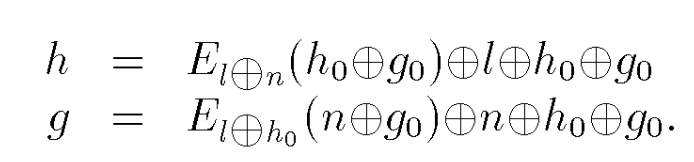 h = E_{l⊕n}(h_0⊕g_0)⊕l⊕h_0⊕g_0
g = E_{l⊕h_0}(n⊕g_0)⊕n⊕h_0⊕g_0.